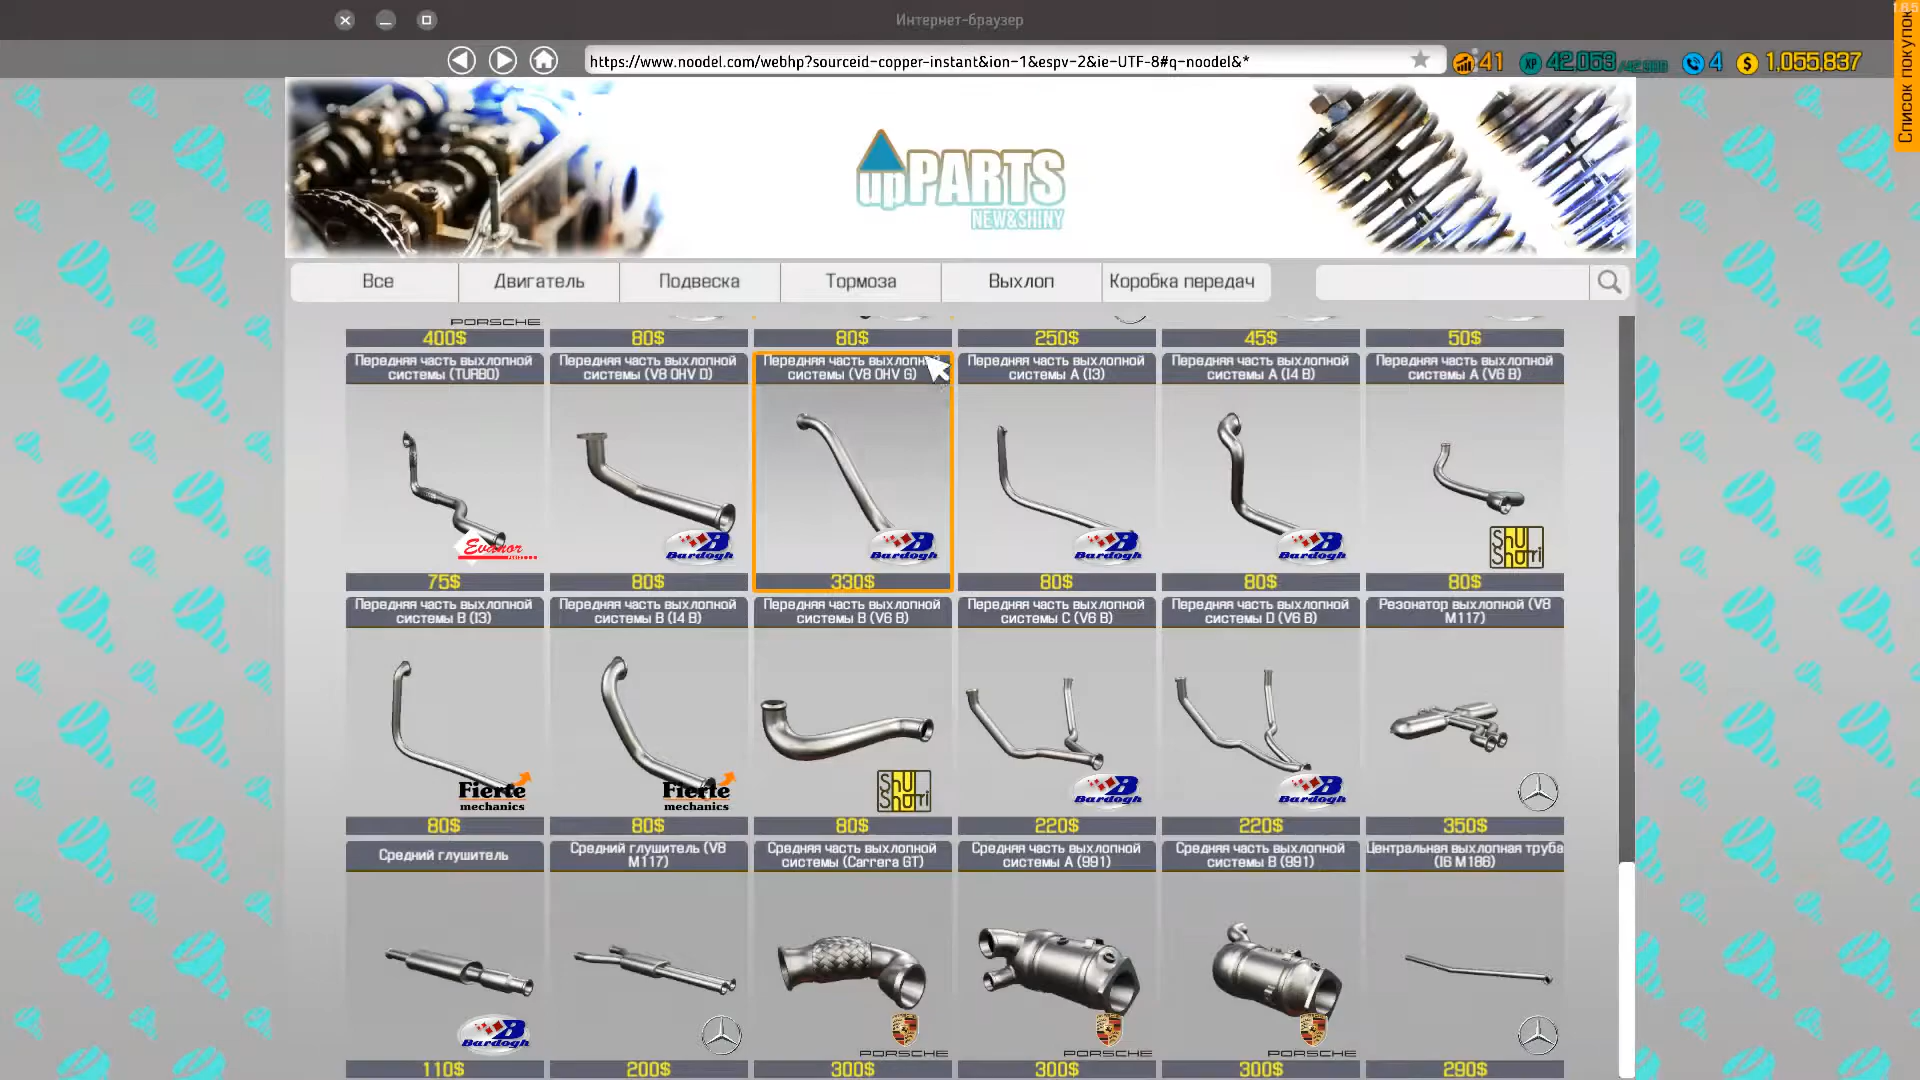 Интернет-браузер
https://www.noodel.com/webhp?sourceid-copper-instant&ion-1&espv-2&ie-UTF-8#q-noodel&*
41
XP 42,053
4
$ 1,055,837
Список покупок
upPARTS
NEW&SHINY
Все
Двигатель
Подвеска
Тормоза
Выхлоп
Коробка передач
PORSCHE
400$
80$
80$
250$
45$
50$
Передняя часть выхлопной
системы (TURBO)
Передняя часть выхлопной
системы (V8 OHV D)
Передняя часть выхлопной
системы (V8 OHV G)
Передняя часть выхлопной
системы A (I3)
Передняя часть выхлопной
системы A (I4 B)
Передняя часть выхлопной
системы A (V6 B)
Evanor
Bardogh
Bardogh
Bardogh
Bardogh
Shu
Shorri
75$
80$
330$
80$
80$
80$
Передняя часть выхлопной
системы B (I3)
Передняя часть выхлопной
системы B (I4 B)
Передняя часть выхлопной
системы B (V6 B)
Передняя часть выхлопной
системы C (V6 B)
Передняя часть выхлопной
системы D (V6 B)
Резонатор выхлопной (V8
M117)
Fierte
mechanics
Fierte
mechanics
Shu
Shorri
Bardogh
Bardogh
80$
80$
80$
220$
220$
350$
Средний глушитель
Средний глушитель (V8
M117)
Средняя часть выхлопной
системы (Carrera GT)
Средняя часть выхлопной
системы A (991)
Средняя часть выхлопной
системы B (991)
Центральная выхлопная труба
(I6 M186)
Bardogh
PORSCHE
PORSCHE
PORSCHE
110$
200$
300$
300$
300$
290$